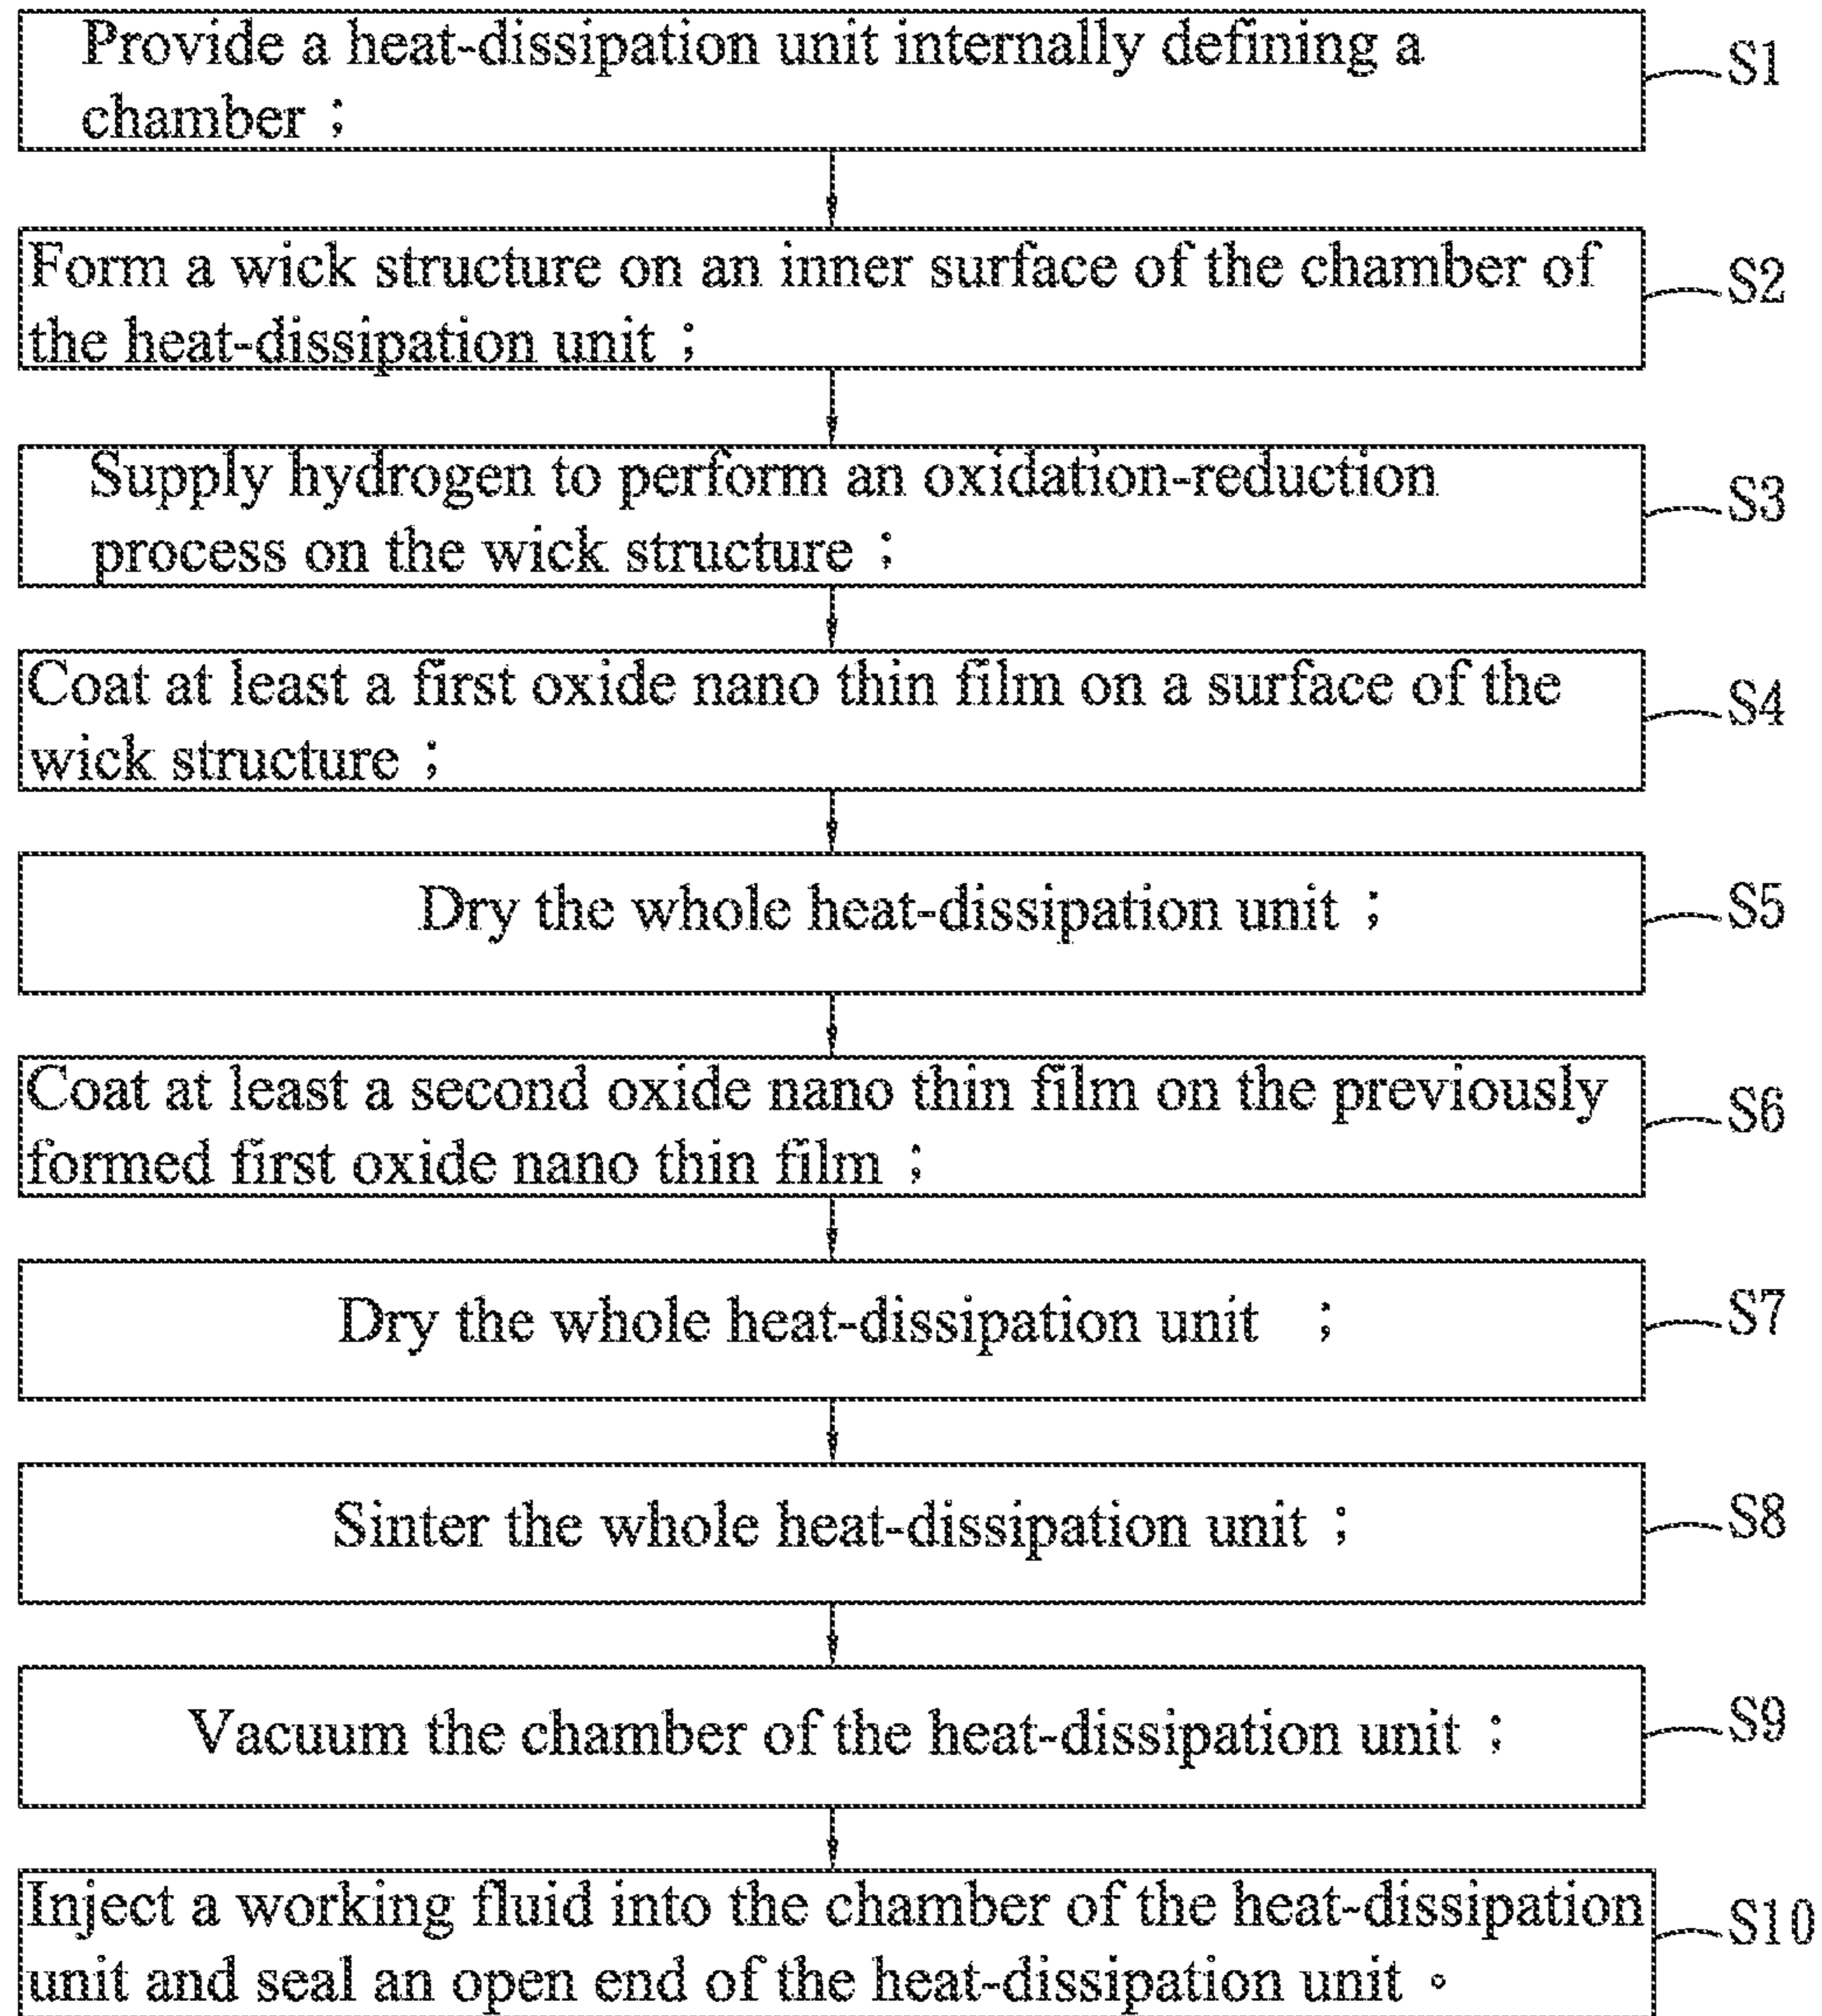 Provide a heat-dissipation unit internally defining a
chamber；
S1
Form a wick structure on an inner surface of the chamber of
the heat-dissipation unit；
S2
Supply hydrogen to perform an oxidation-reduction
process on the wick structure；
S3
Coat at least a first oxide nano thin film on a surface of the
wick structure；
S4
Dry the whole heat-dissipation unit；
S5
Coat at least a second oxide nano thin film on the previously
formed first oxide nano thin film；
S6
Dry the whole heat-dissipation unit ；
S7
Sinter the whole heat-dissipation unit；
S8
Vacuum the chamber of the heat-dissipation unit；
S9
Inject a working fluid into the chamber of the heat-dissipation
unit and seal an open end of the heat-dissipation unit。
S10